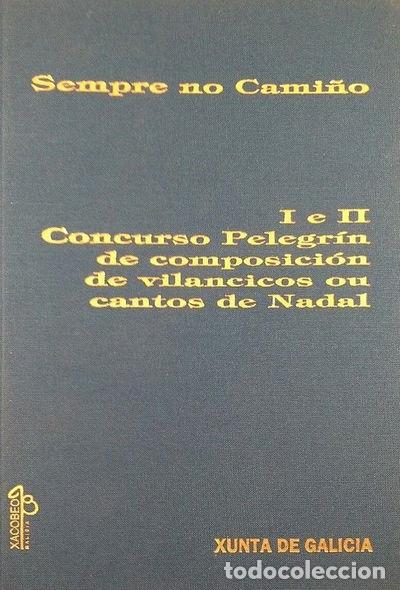 Sempre no Camiño
I e II
Concurso Pelegrín
de composición
de vilancicos ou
cantos de Nadal
XACOBEO
GALICIA
XUNTA DE GALICIA
todocoleccion